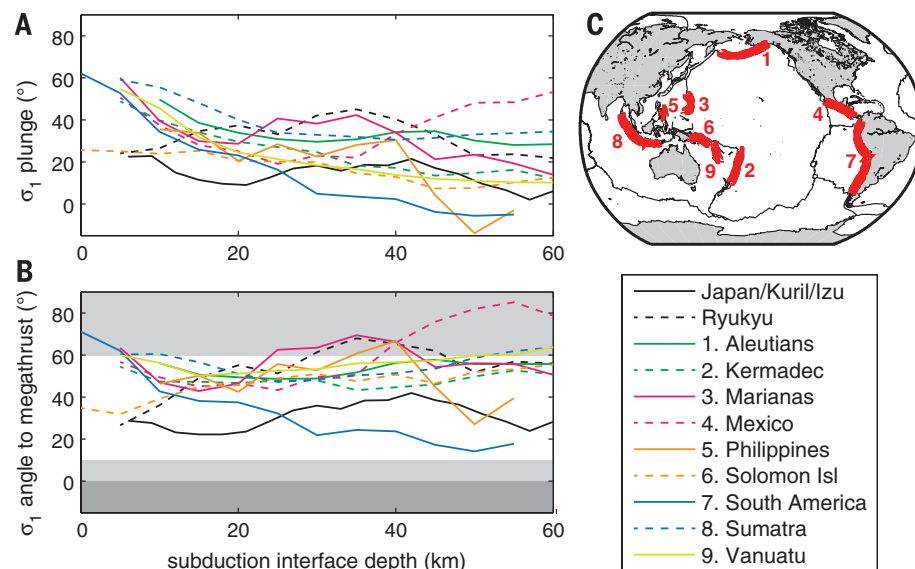 A
80
60
40
20
0
σ1 plunge (°)
0
20
40
60
B
80
60
40
20
0
σ1 angle to megathrust (°)
0
20
40
60
subduction interface depth (km)
C
1
2
3
4
5
6
7
8
9
Japan/Kuril/Izu
Ryukyu
1. Aleutians
2. Kermadec
3. Marianas
4. Mexico
5. Philippines
6. Solomon Isl
7. South America
8. Sumatra
9. Vanuatu